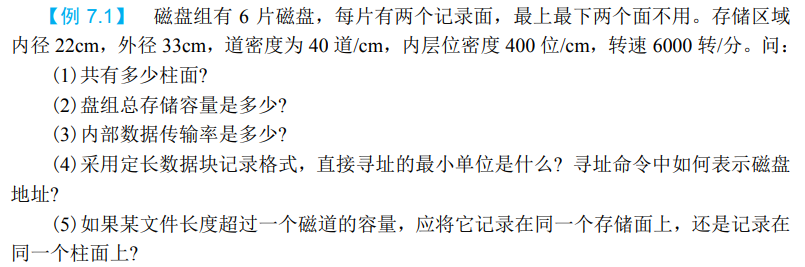 【例 7.1】 磁盘组有 6 片磁盘，每片有两个记录面，最上最下两个面不用。存储区域
内径 22cm，外径 33cm，道密度为 40 道/cm，内层位密度 400 位/cm，转速 6000 转/分。问：
(1)共有多少柱面?
(2)盘组总存储容量是多少?
(3)内部数据传输率是多少?
(4)采用定长数据块记录格式，直接寻址的最小单位是什么? 寻址命令中如何表示磁盘
地址?
(5)如果某文件长度超过一个磁道的容量，应将它记录在同一个存储面上，还是记录在
同一个柱面上?